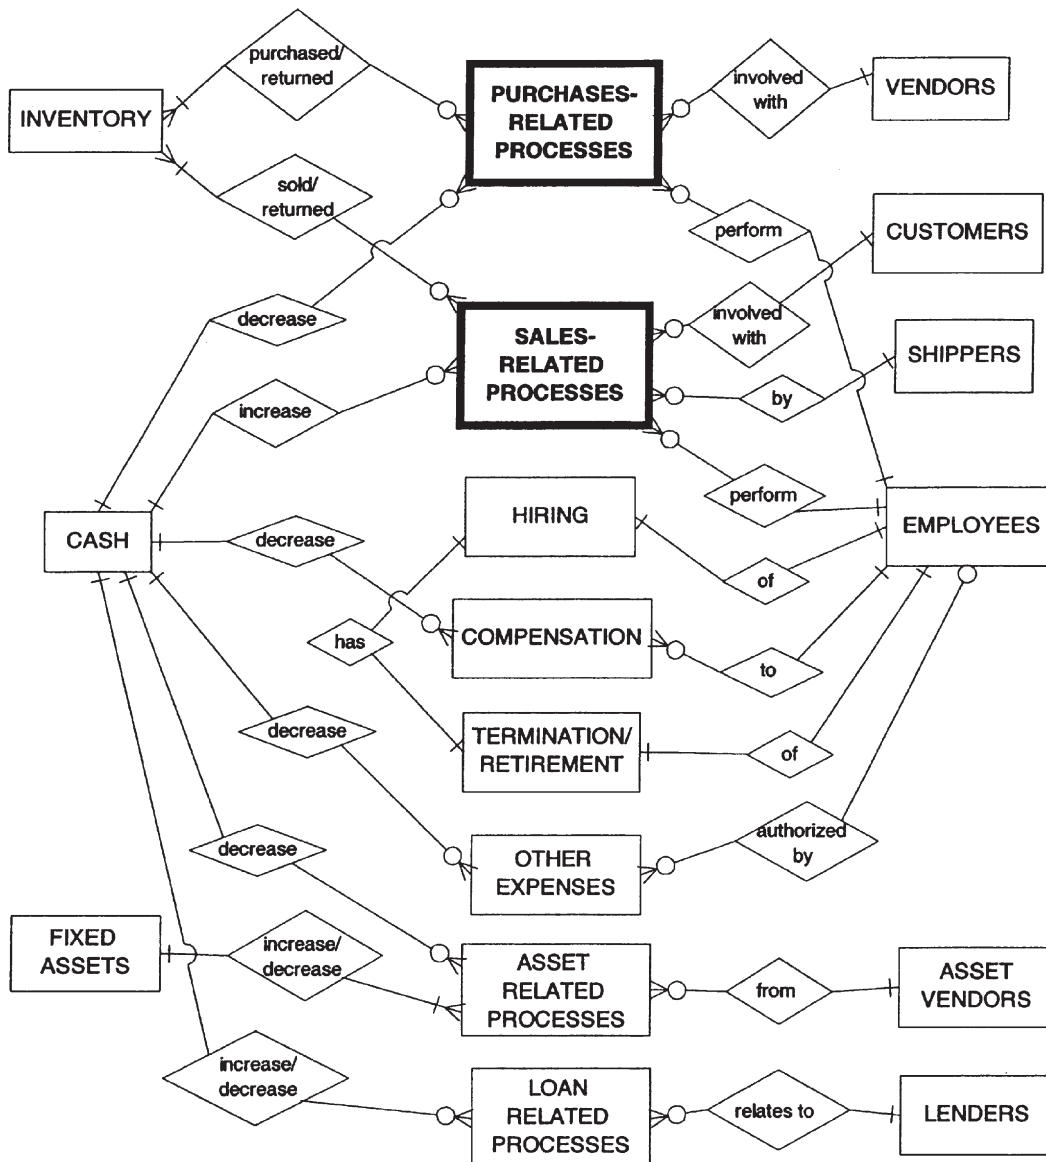 purchased/
returned
INVENTORY
PURCHASES-
RELATED
PROCESSES
involved
with
VENDORS
sold/
returned
perform
CUSTOMERS
decrease
SALES-
RELATED
PROCESSES
involved
with
SHIPPERS
increase
by
perform
HIRING
EMPLOYEES
CASH
decrease
of
has
COMPENSATION
to
decrease
TERMINATION/
RETIREMENT
of
decrease
OTHER
EXPENSES
authorized
by
FIXED
ASSETS
increase/
decrease
ASSET
RELATED
PROCESSES
from
ASSET
VENDORS
increase/
decrease
LOAN
RELATED
PROCESSES
relates to
LENDERS